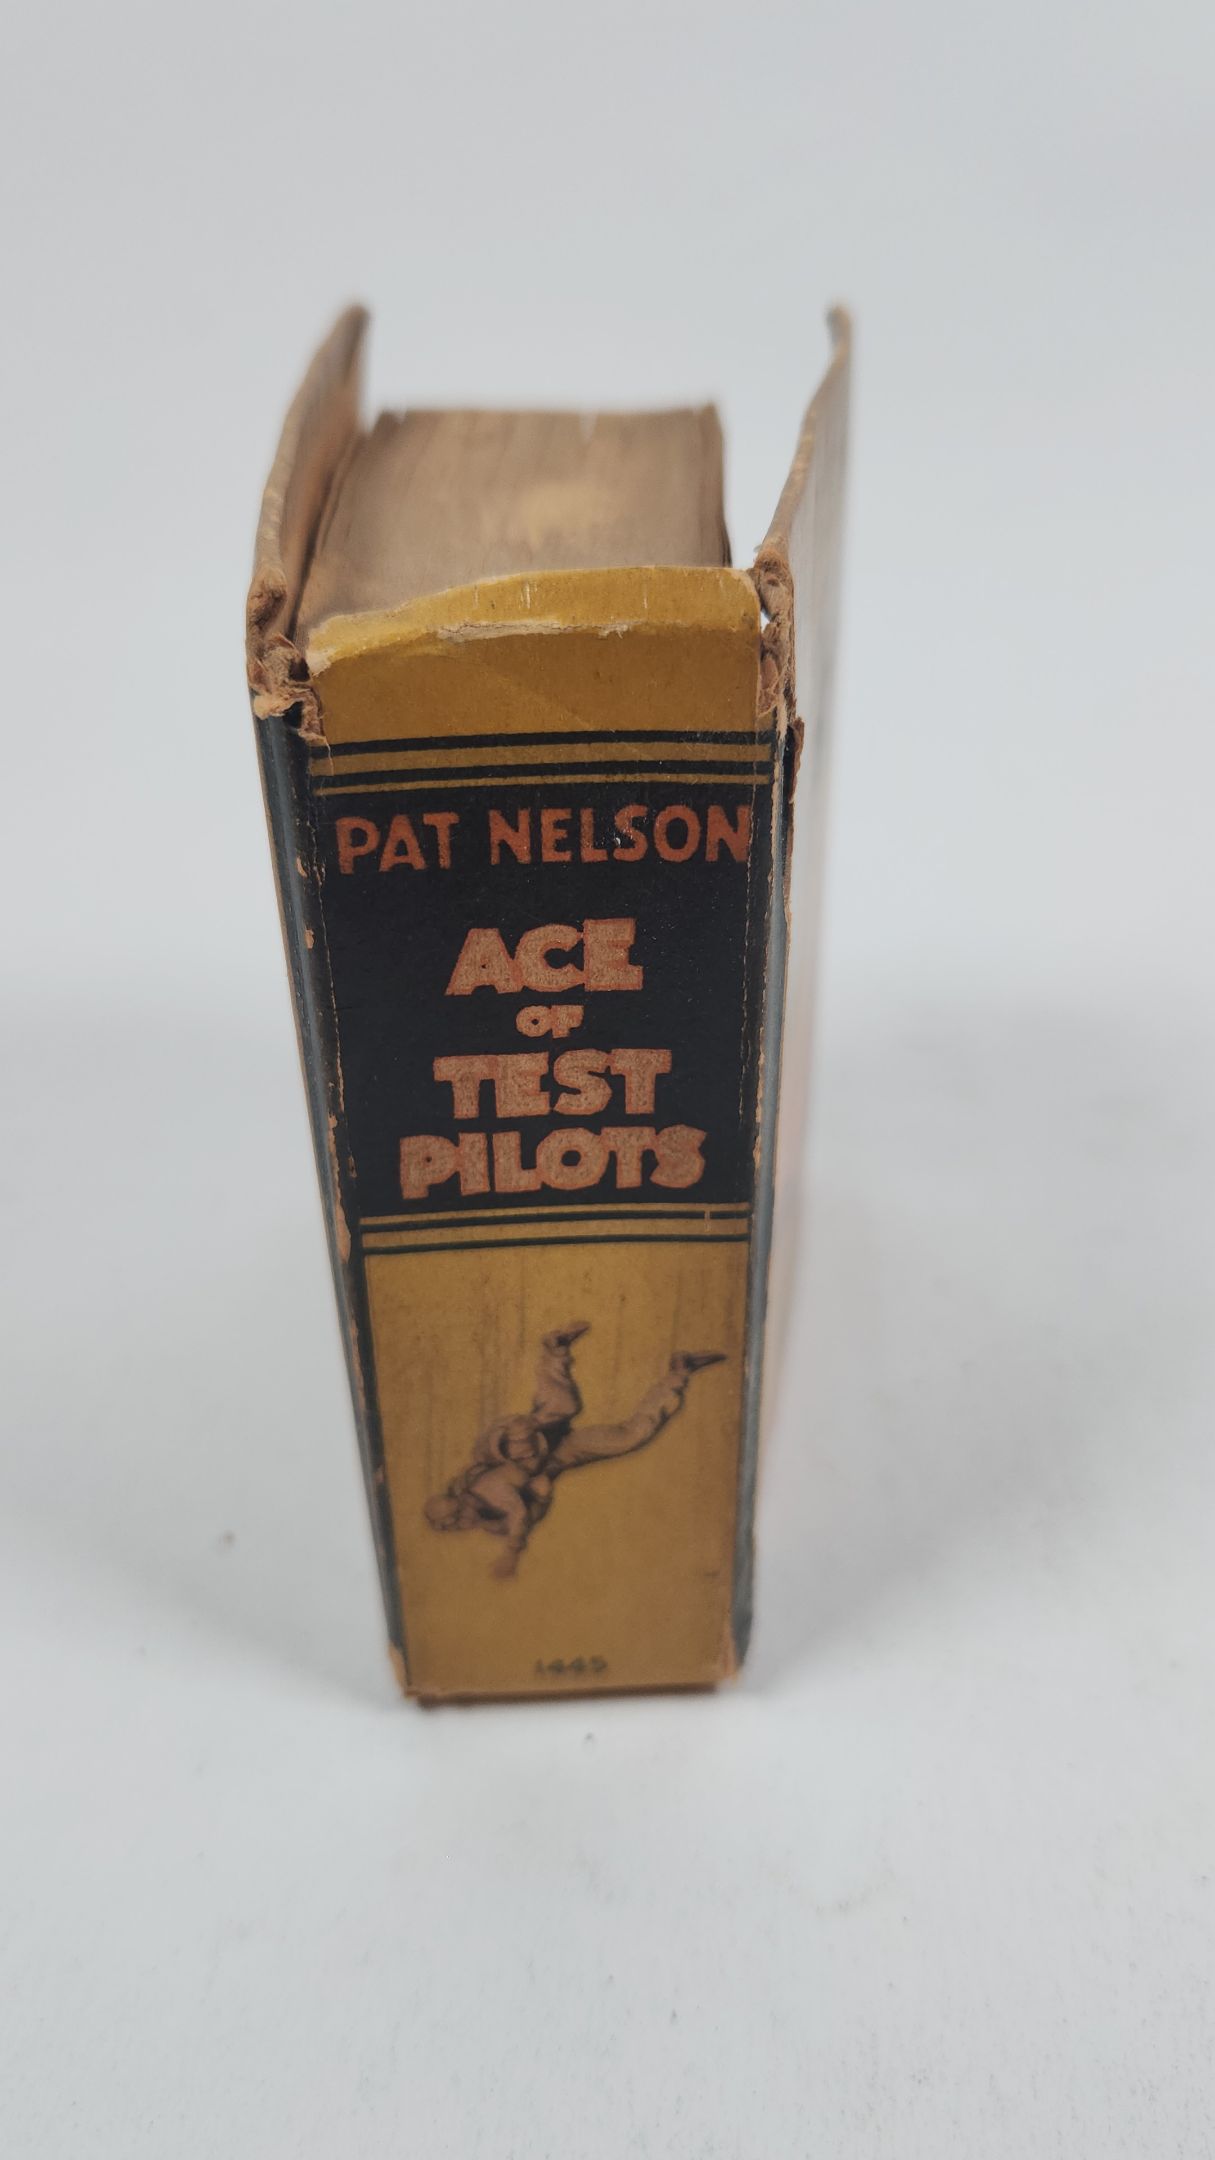 PAT NELSON
ACE
OF
TEST
PILOTS
1445